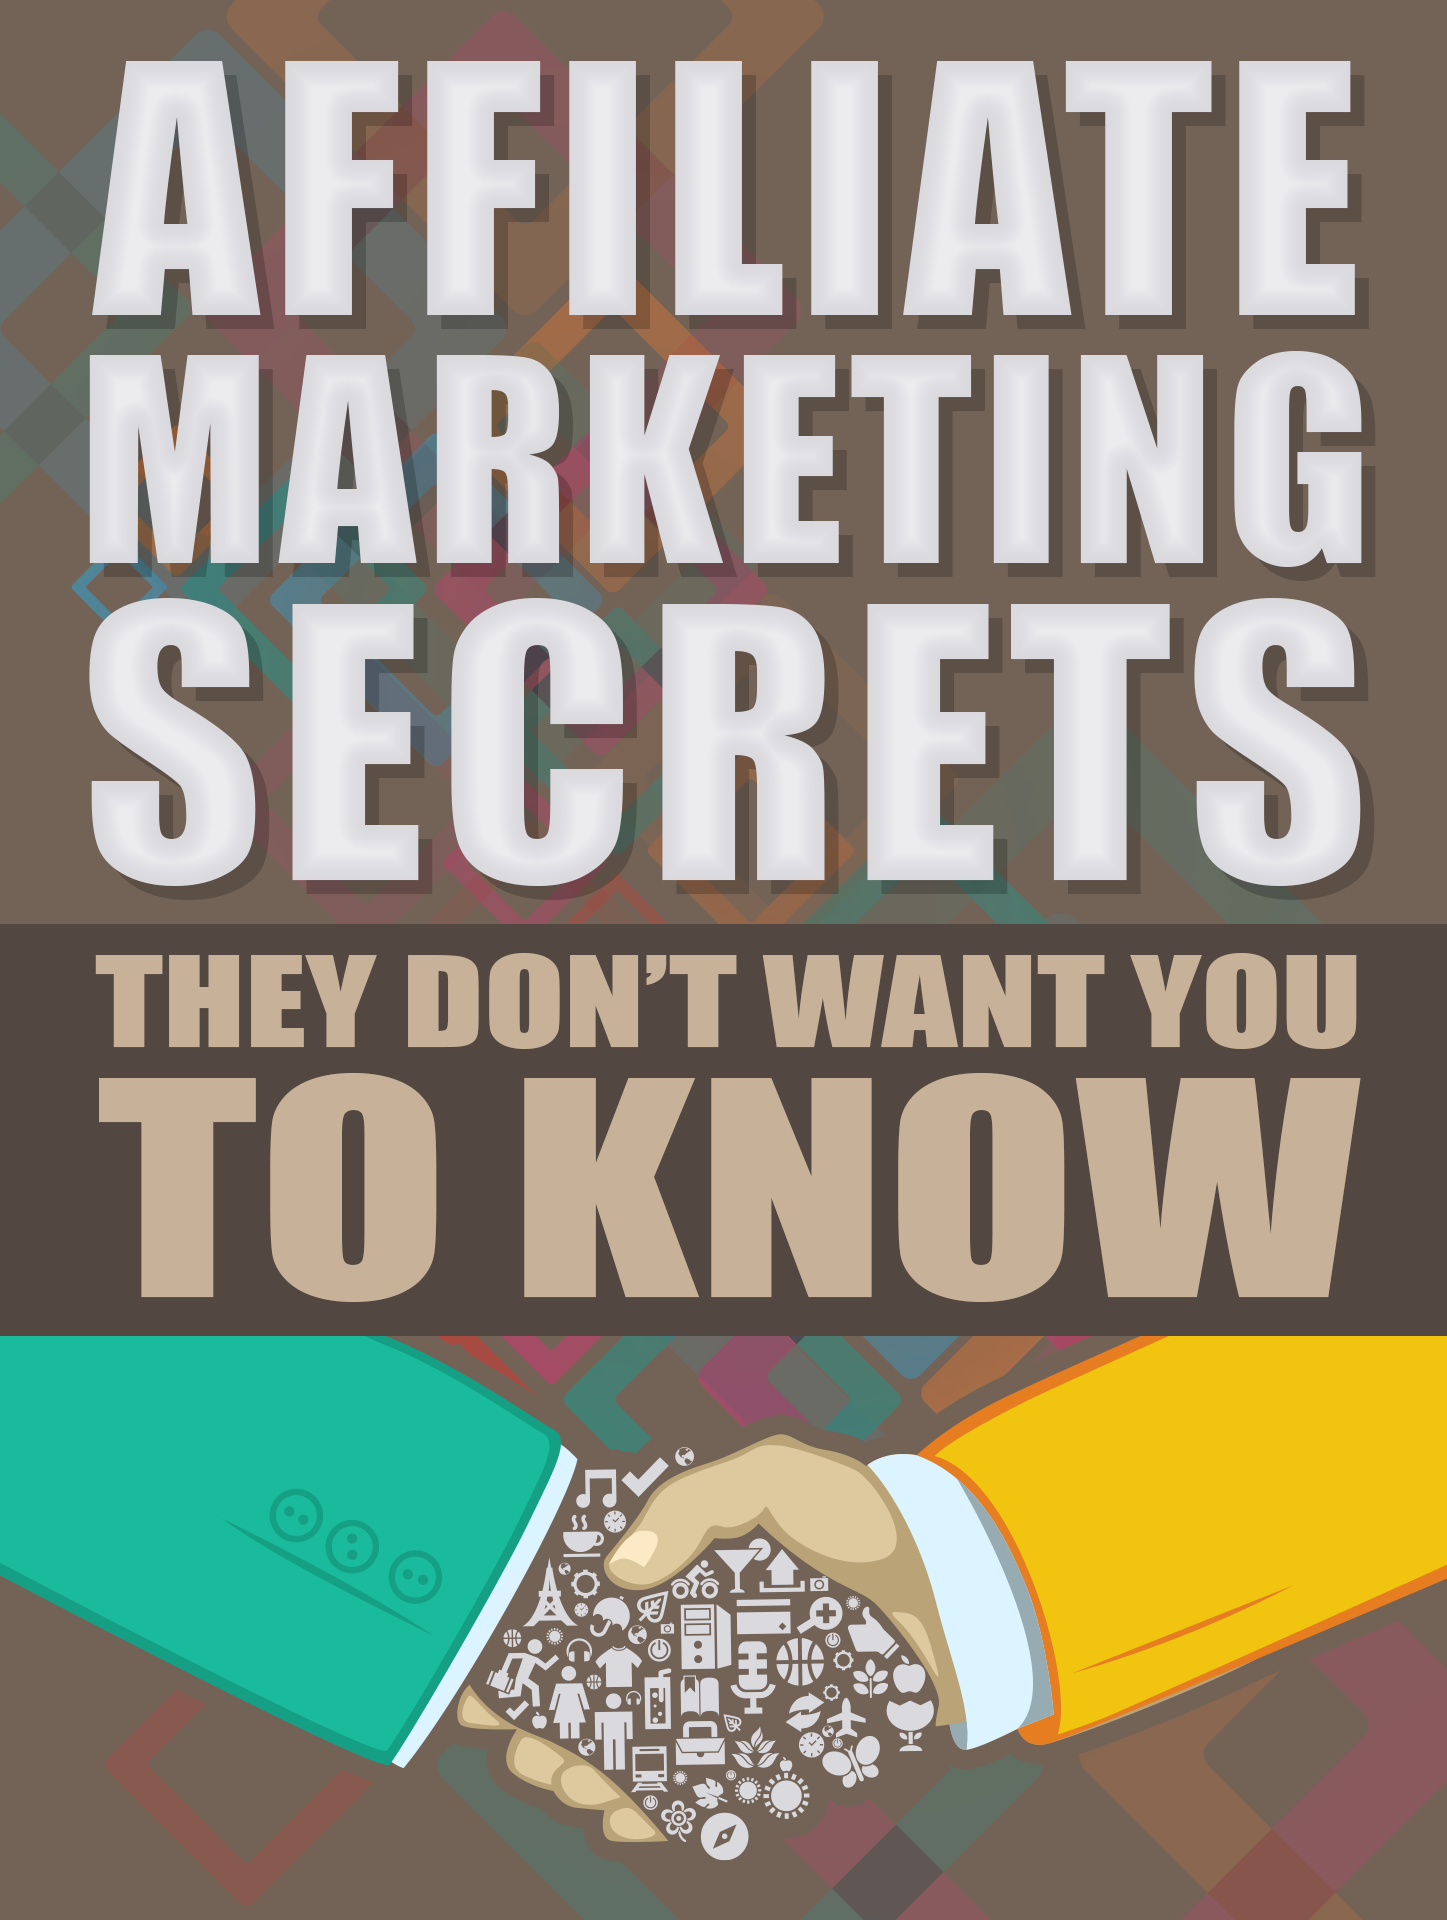 AFFILIATE
MARKETING
SECRETS
THEY DON'T WANT YOU
TO KNOW